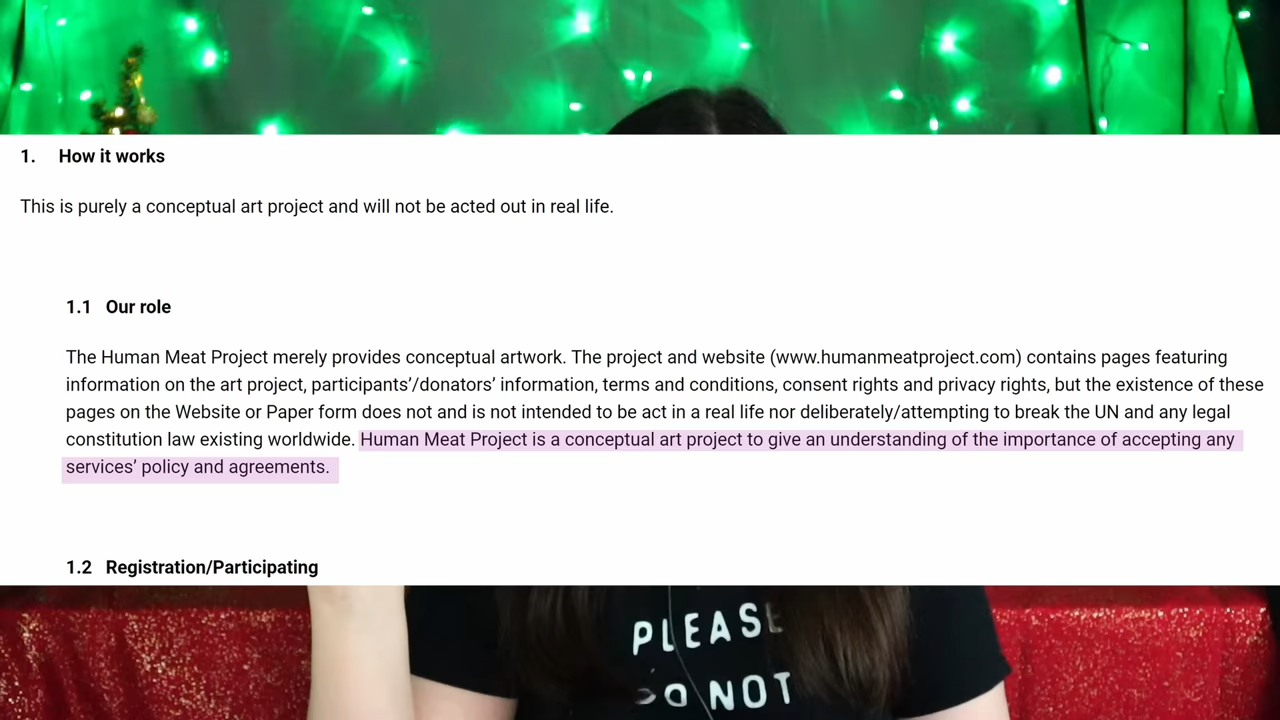 1. How it works
This is purely a conceptual art project and will not be acted out in real life.
1.1 Our role
The Human Meat Project merely provides conceptual artwork. The project and website (www.humanmeatproject.com) contains pages featuring
information on the art project, participants’/donators’ information, terms and conditions, consent rights and privacy rights, but the existence of these
pages on the Website or Paper form does not and is not intended to be act in a real life nor deliberately/attempting to break the UN and any legal
constitution law existing worldwide. Human Meat Project is a conceptual art project to give an understanding of the importance of accepting any
services’ policy and agreements.
1.2 Registration/Participating
PLEASE
DO NOT